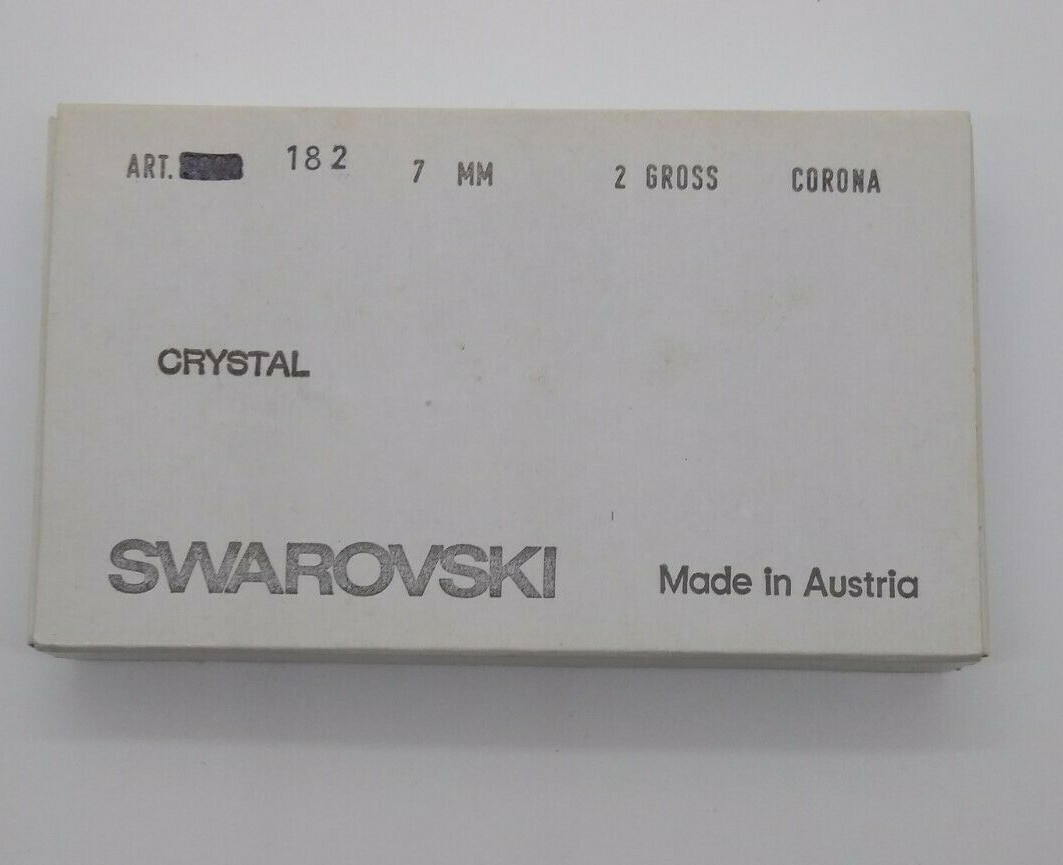 ART. 182 7 MM 2 GROSS CORONA
CRYSTAL
SWAROVSKI
Made in Austria